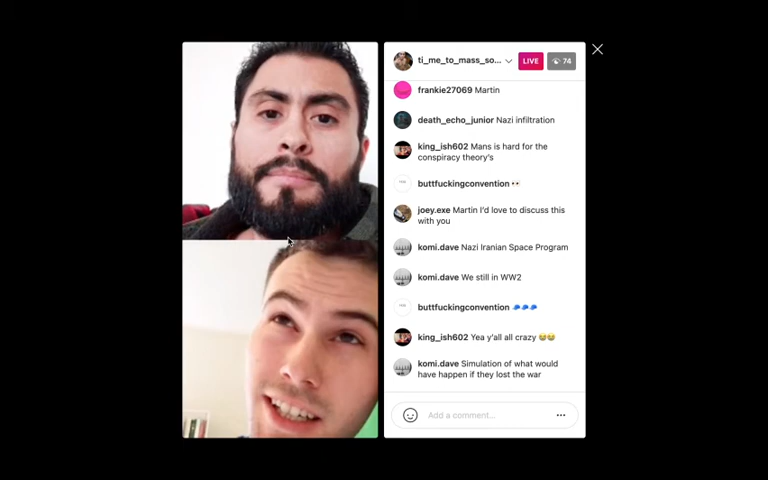 ti_me_to_mass_so...
LIVE
74
frankie27069 Martin
death_echo_junior Nazi infiltration
king_ish602 Mans is hard for the
conspiracy theory's
buttfuckingconvention 👀
joey.exe Martin I'd love to discuss this
with you
komi.dave Nazi Iranian Space Program
komi.dave We still in WW2
buttfuckingconvention 🧢🧢🧢
king_ish602 Yea y'all all crazy 😂😂
komi.dave Simulation of what would
have happen if they lost the war
Add a comment...